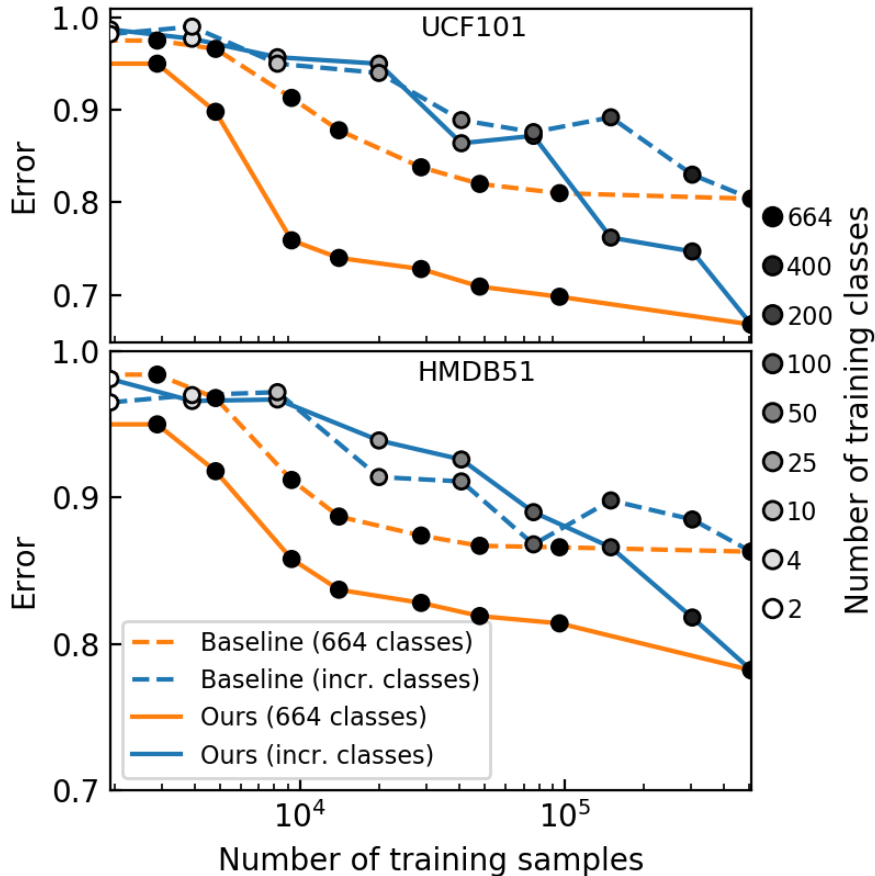 UCF101
1.0
0.9
0.8
0.7
Error
HMDB51
1.0
0.9
0.8
0.7
Error
Baseline (664 classes)
Baseline (incr. classes)
Ours (664 classes)
Ours (incr. classes)
10^4
10^5
Number of training samples
664
400
200
100
50
25
10
4
2
Number of training classes